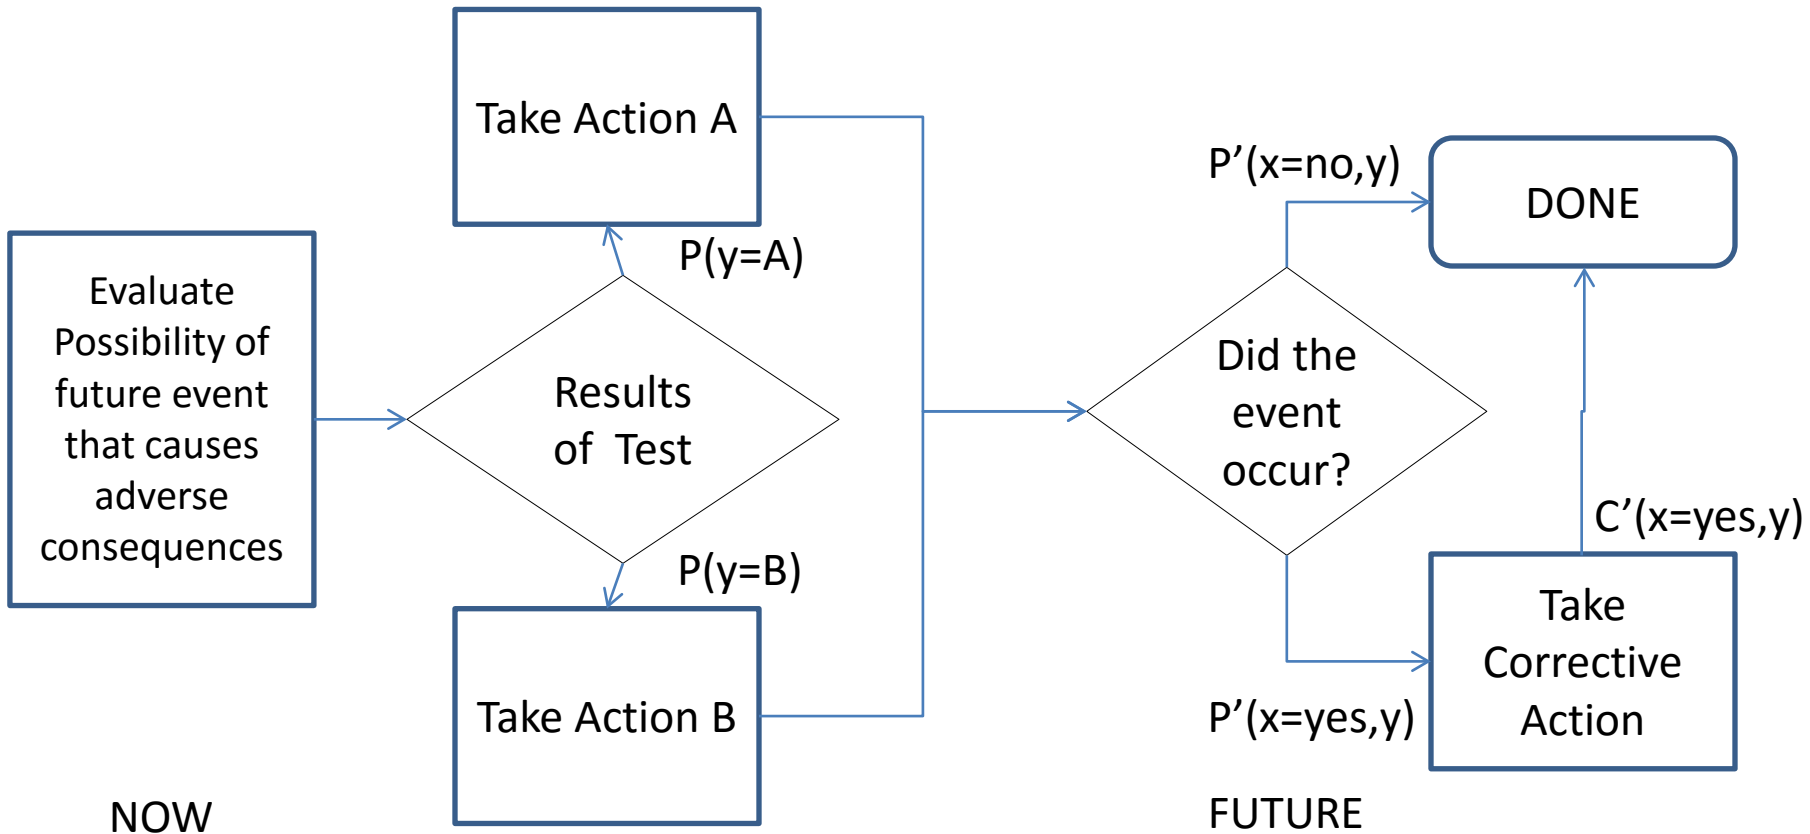 Evaluate
Possibility of
future event
that causes
adverse
consequences
NOW
Take Action A
P(y=A)
Results
of  Test
P(y=B)
Take Action B
Did the
event
occur?
P’(x=no,y)
DONE
C’(x=yes,y)
P’(x=yes,y)
Take
Corrective
Action
FUTURE